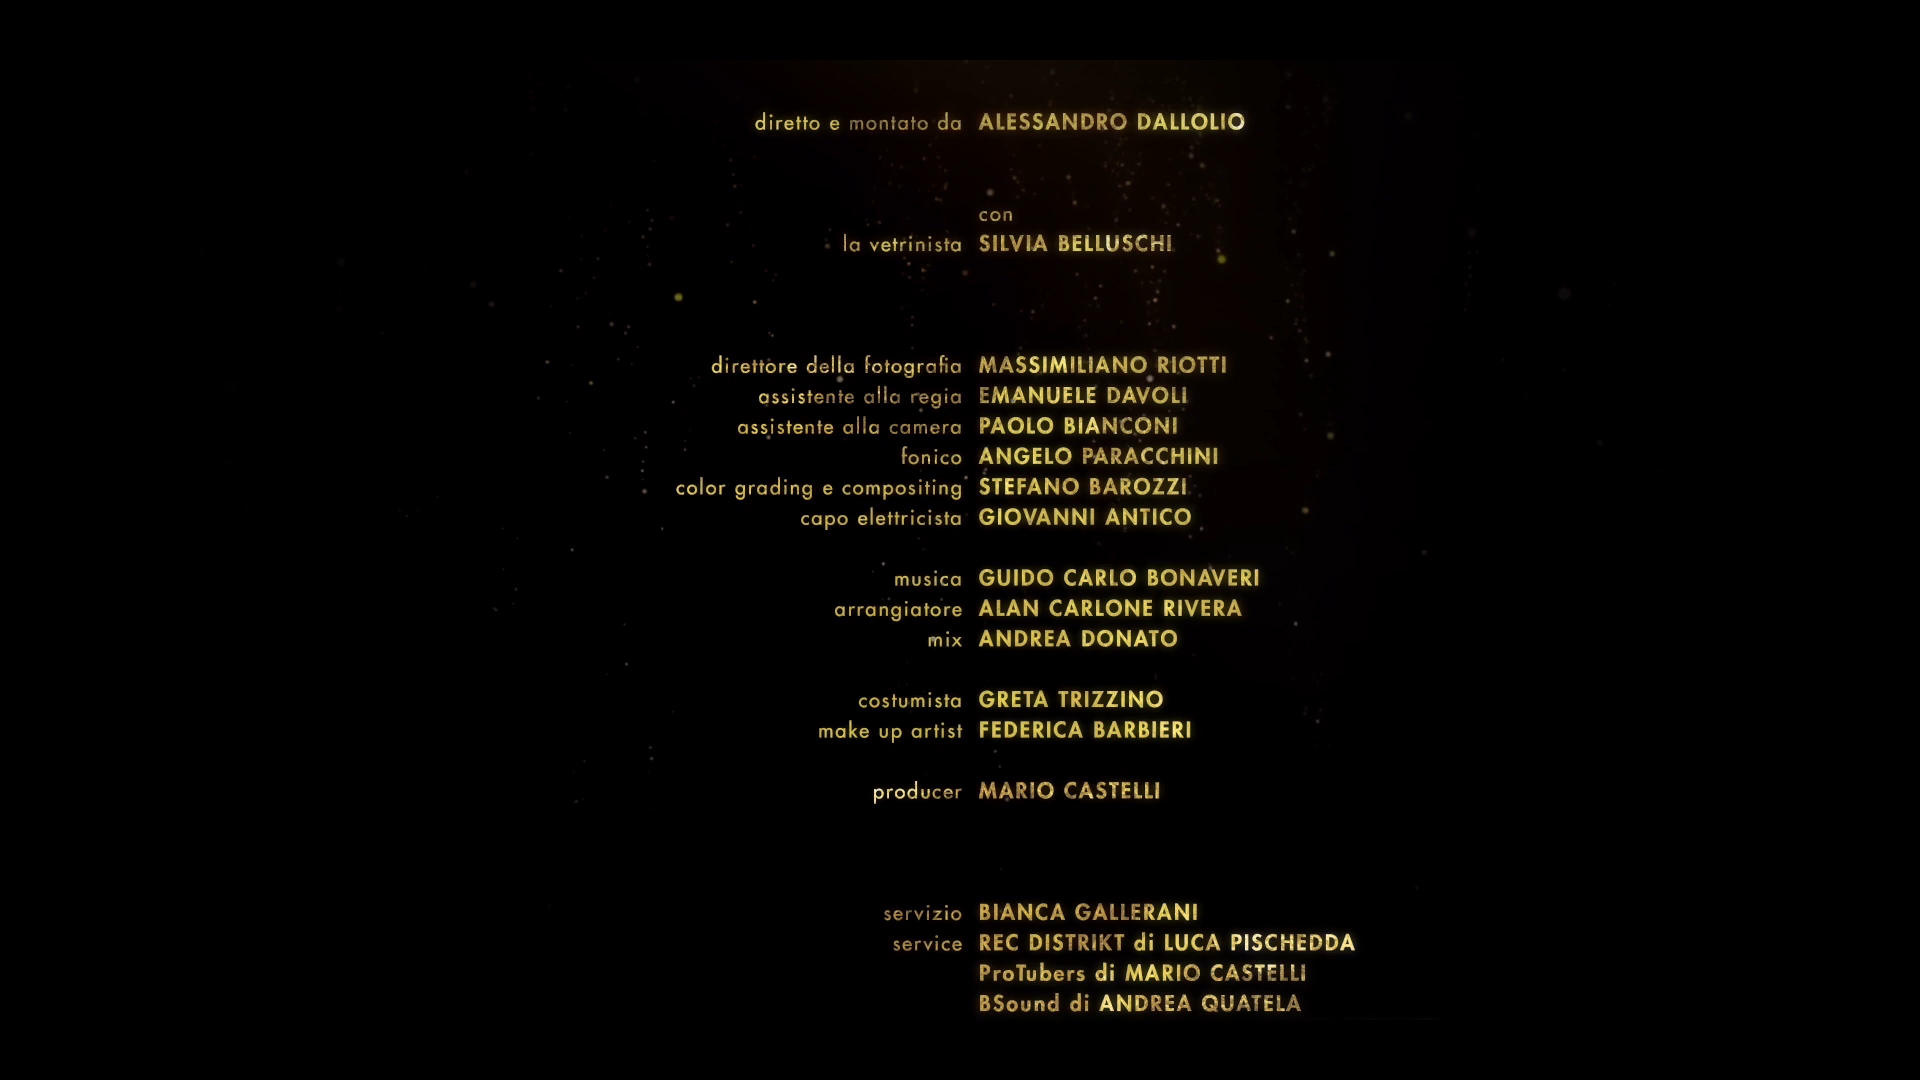 diretto e montato da ALESSANDRO DALLOLIO
con
la vetrinista SILVIA BELLUSCHI
direttore della fotografia MASSIMILIANO RIOTTI
assistente alla regia EMANUELE DAVOLI
assistente alla camera PAOLO BIANCONI
fonico ANGELO PARACCHINI
color grading e compositing STEFANO BAROZZI
capo elettricista GIOVANNI ANTICO
musica GUIDO CARLO BONAVERI
arrangiatore ALAN CARLONE RIVERA
mix ANDREA DONATO
costumista GRETA TRIZZINO
make up artist FEDERICA BARBIERI
producer MARIO CASTELLI
servizio BIANCA GALLERANI
service REC DISTRIKT di LUCA PISCHEDDA
ProTubers di MARIO CASTELLI
BSound di ANDREA QUATELA